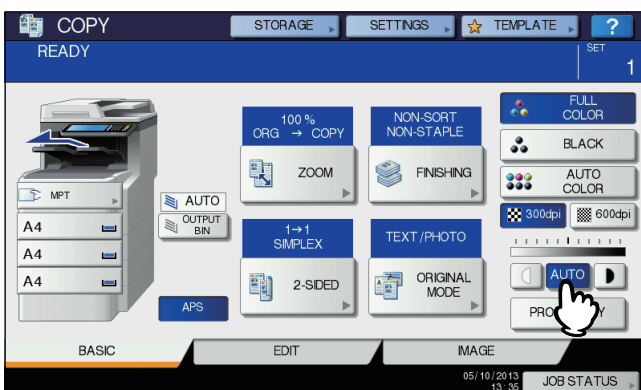 COPY
STORAGE
SETTINGS
TEMPLATE
?
READY
SET
1
100 %
ORG → COPY
ZOOM
NON-SORT
NON-STAPLE
FINISHING
FULL
COLOR
BLACK
AUTO
COLOR
300dpi
600dpi
MPT
A4
A4
A4
AUTO
OUTPUT
BIN
APS
1→1
SIMPLEX
2-SIDED
TEXT/PHOTO
ORIGINAL
MODE
AUTO
BASIC
EDIT
IMAGE
05/10/2013
13:35
JOB STATUS